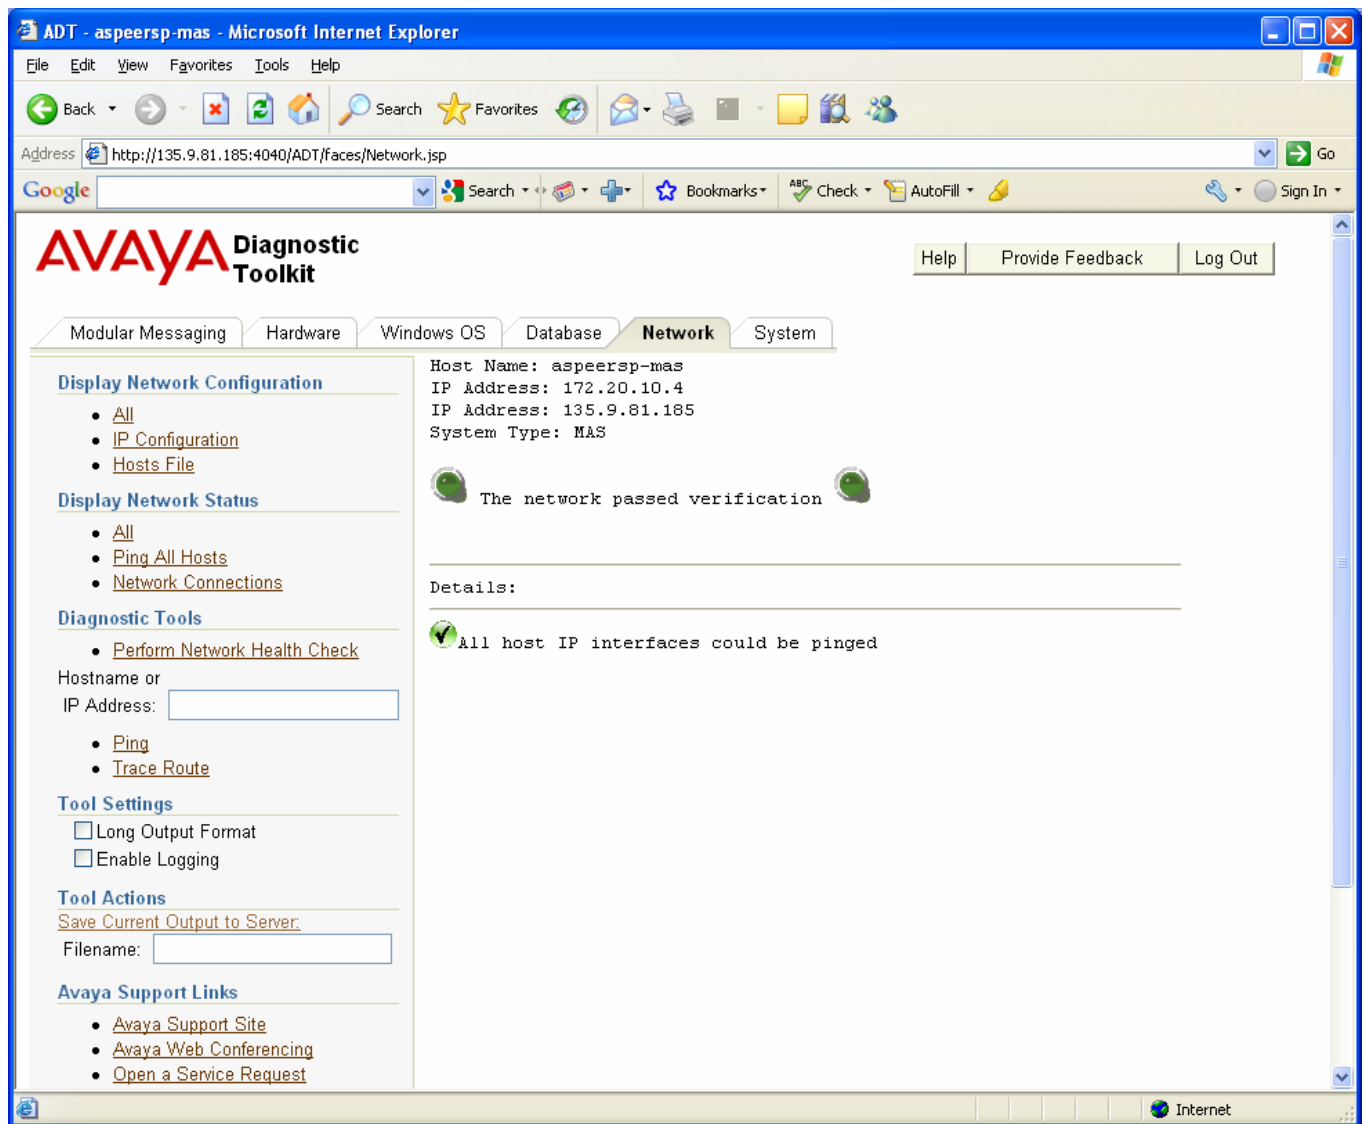 ADT - aspeersp-mas - Microsoft Internet Explorer
File Edit View Favorites Tools Help
Back Search Favorites
Address http://135.9.81.185:4040/ADT/faces/Network.jsp Go
Google Search Bookmarks ABC Check AutoFill Sign In
AVAYA Diagnostic Toolkit
Help Provide Feedback Log Out
Modular Messaging Hardware Windows OS Database Network System
Display Network Configuration
All
IP Configuration
Hosts File
Display Network Status
All
Ping All Hosts
Network Connections
Diagnostic Tools
Perform Network Health Check
Hostname or
IP Address:
Ping
Trace Route
Tool Settings
Long Output Format
Enable Logging
Tool Actions
Save Current Output to Server:
Filename:
Avaya Support Links
Avaya Support Site
Avaya Web Conferencing
Open a Service Request
Host Name: aspeersp-mas
IP Address: 172.20.10.4
IP Address: 135.9.81.185
System Type: MAS
The network passed verification
Details:
All host IP interfaces could be pinged
Internet